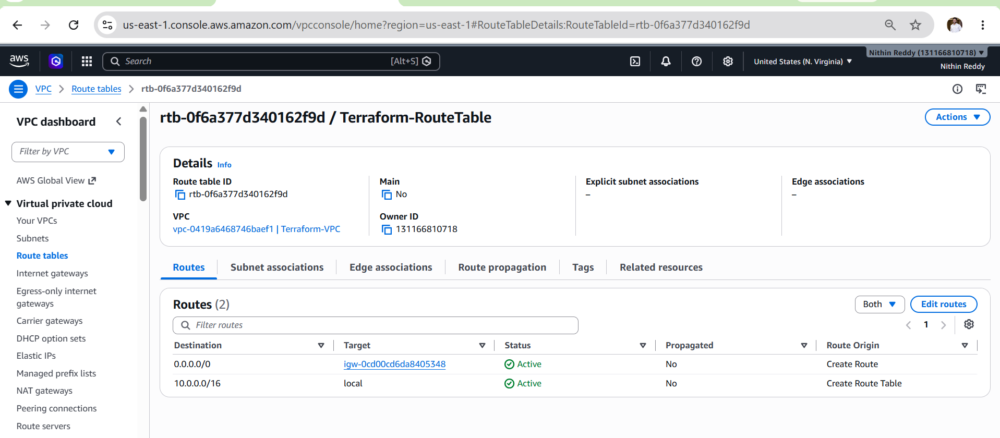 us-east-1.console.aws.amazon.com/vpcconsole/home?region=us-east-1#RouteTableDetails:RouteTableId=rtb-0f6a377d340162f9d
aws
Search [Alt+S]
United States (N. Virginia)
Nithin Reddy (131166810718)
Nithin Reddy
VPC
Route tables
rtb-0f6a377d340162f9d
VPC dashboard
Filter by VPC
AWS Global View
Virtual private cloud
Your VPCs
Subnets
Route tables
Internet gateways
Egress-only internet
gateways
Carrier gateways
DHCP option sets
Elastic IPs
Managed prefix lists
NAT gateways
Peering connections
Route servers
rtb-0f6a377d340162f9d / Terraform-RouteTable
Actions
Details Info
Route table ID
rtb-0f6a377d340162f9d
VPC
vpc-0419a6468746baef1 | Terraform-VPC
Main
No
Owner ID
131166810718
Explicit subnet associations
–
Edge associations
–
Routes Subnet associations Edge associations Route propagation Tags Related resources
Routes (2)
Both
Edit routes
Filter routes
1
Destination Target Status Propagated Route Origin
0.0.0.0/0 igw-0cd00cd6da8405348 Active No Create Route
10.0.0.0/16 local Active No Create Route Table